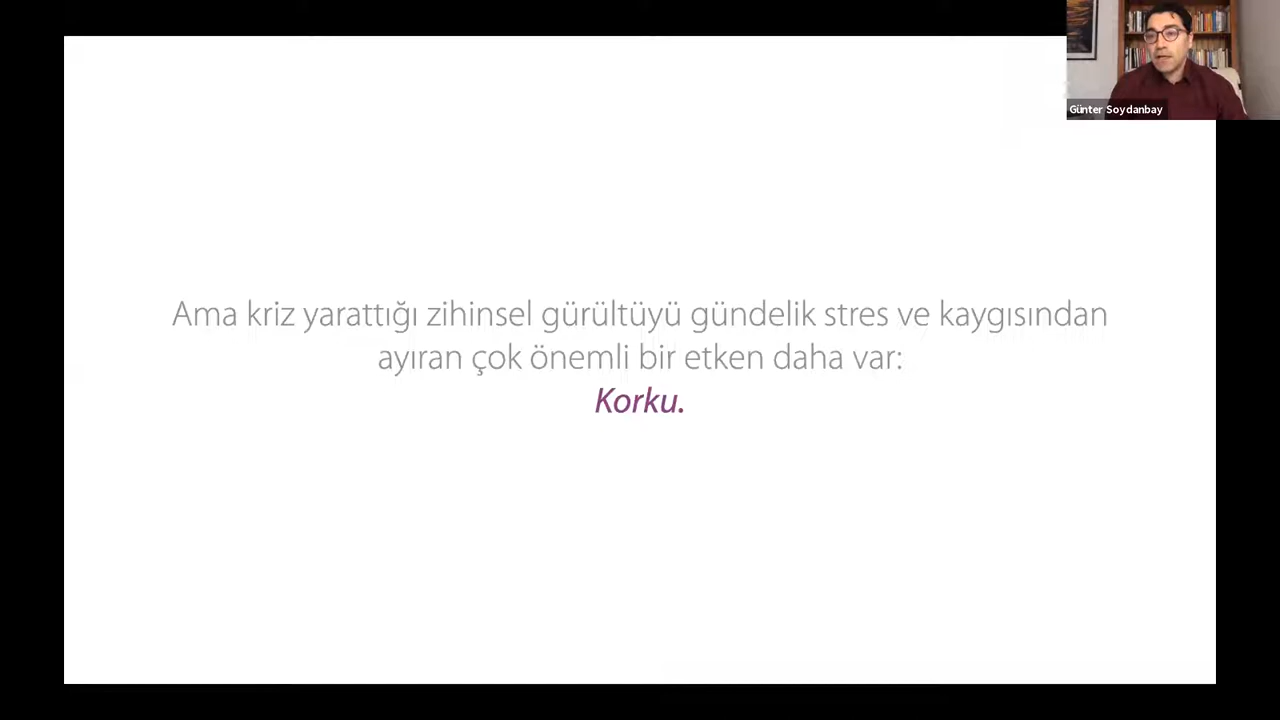 Günter Soydanbay
Ama kriz yarattığı zihinsel gürültüyü gündelik stres ve kaygısından
ayıran çok önemli bir etken daha var:
Korku.